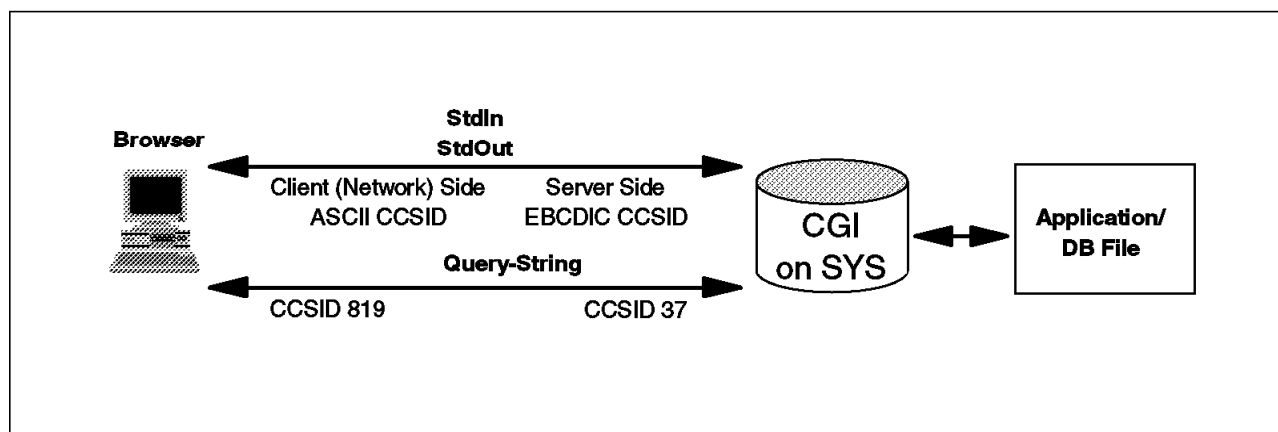 StdIn
StdOut
Browser
Client (Network) Side
ASCII CCSID
Server Side
EBCDIC CCSID
Query-String
CCSID 819
CCSID 37
CGI
on SYS
Application/
DB File